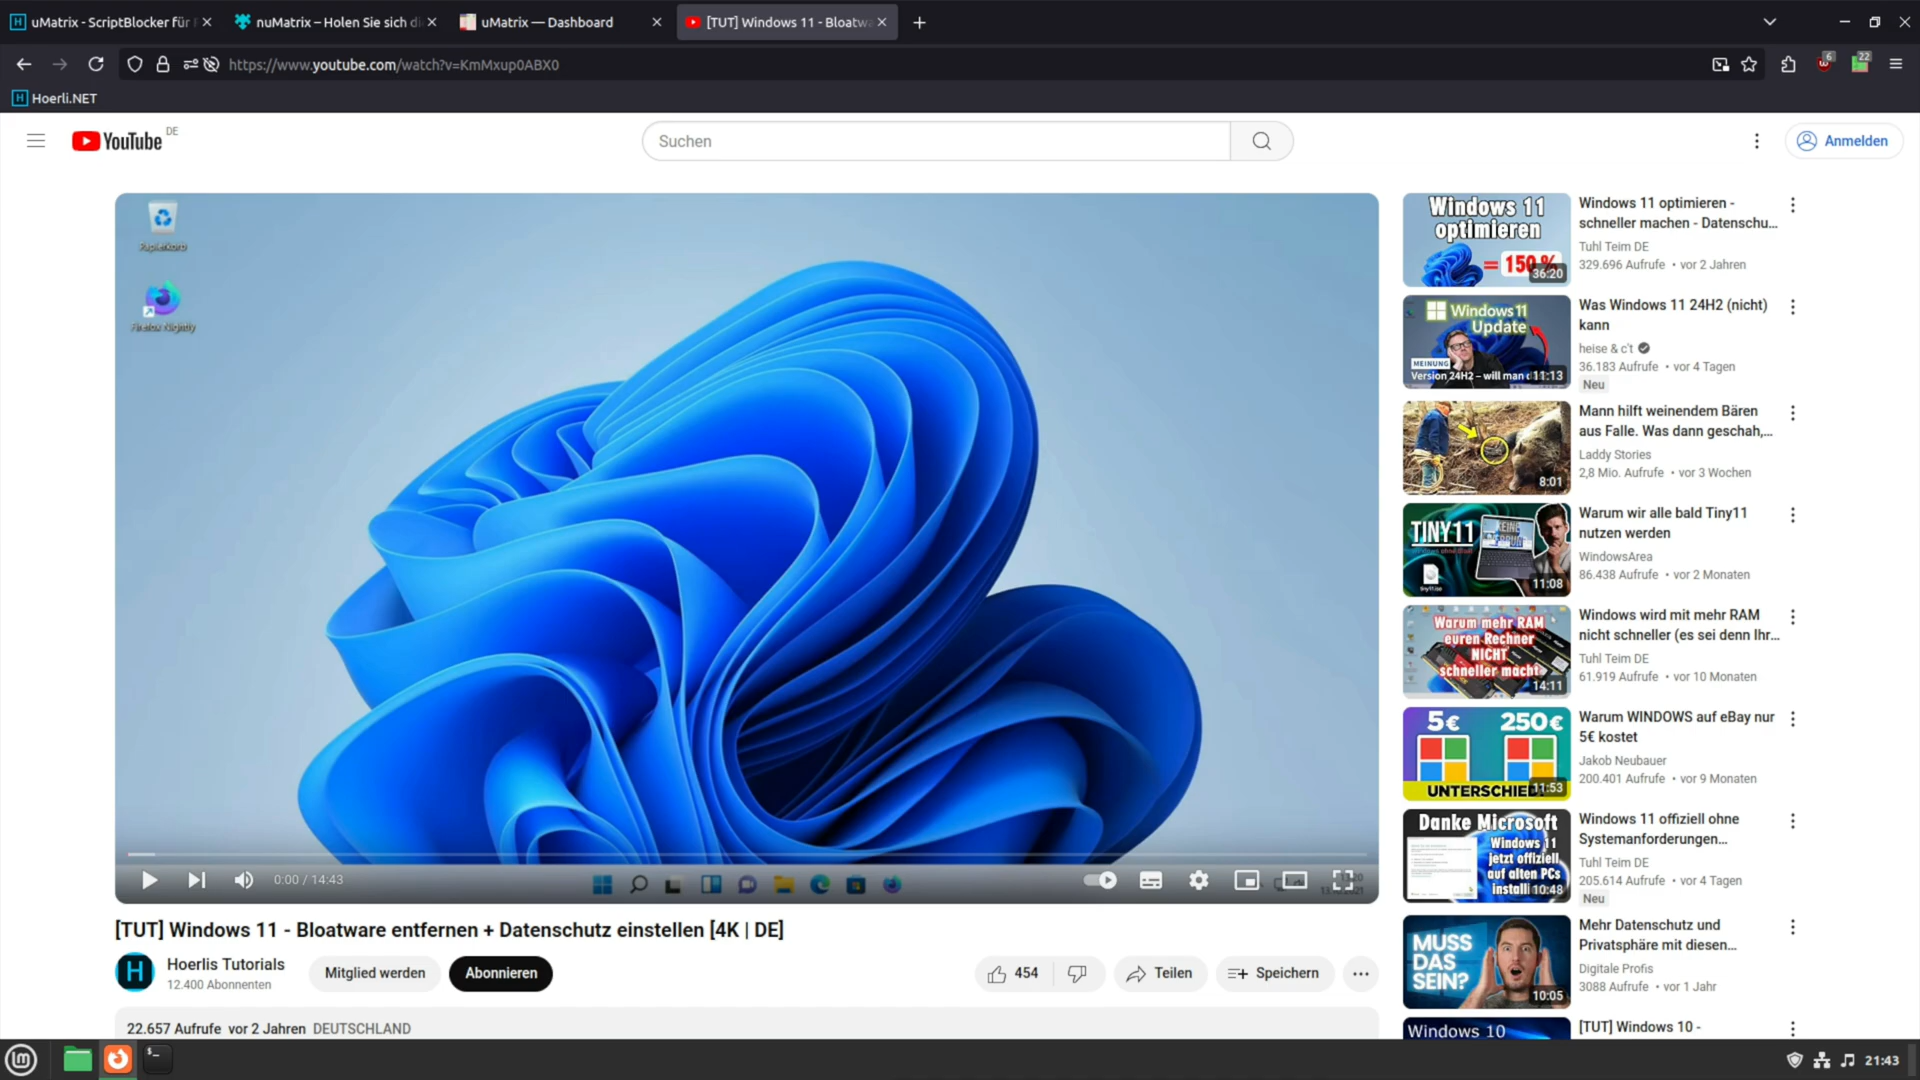 uMatrix - ScriptBlocker für F
nuMatrix – Holen Sie sich di
uMatrix — Dashboard
[TUT] Windows 11 - Bloatwa
https://www.youtube.com/watch?v=KmMxup0ABX0
6
22
H Hoerli.NET
YouTube DE
Suchen
Anmelden
Papierkorb
Firefox Nightly
0:00 / 14:43
[TUT] Windows 11 - Bloatware entfernen + Datenschutz einstellen [4K | DE]
H
Hoerlis Tutorials
12.400 Abonnenten
Mitglied werden
Abonnieren
454
Teilen
Speichern
22.657 Aufrufe vor 2 Jahren DEUTSCHLAND
Windows 11
optimieren
= 150 %
36:20
Windows 11 optimieren -
schneller machen - Datenschu...
Tuhl Teim DE
329.696 Aufrufe • vor 2 Jahren
Windows 11
Update
MEINUNG
Version 24H2 – will man d
11:13
Was Windows 11 24H2 (nicht)
kann
heise & c't
36.183 Aufrufe • vor 4 Tagen
Neu
8:01
Mann hilft weinendem Bären
aus Falle. Was dann geschah,...
Laddy Stories
2,8 Mio. Aufrufe • vor 3 Wochen
TINY11
11:08
Warum wir alle bald Tiny11
nutzen werden
WindowsArea
86.438 Aufrufe • vor 2 Monaten
Warum mehr RAM
euren Rechner
NICHT
schneller macht
14:11
Windows wird mit mehr RAM
nicht schneller (es sei denn Ihr...
Tuhl Teim DE
61.919 Aufrufe • vor 10 Monaten
5€ 250€
UNTERSCHIED
11:53
Warum WINDOWS auf eBay nur
5€ kostet
Jakob Neubauer
200.401 Aufrufe • vor 9 Monaten
Danke Microsoft
Windows 11
jetzt offiziell
auf alten PCs
install
10:48
Windows 11 offiziell ohne
Systemanforderungen...
Tuhl Teim DE
205.614 Aufrufe • vor 4 Tagen
Neu
MUSS
DAS
SEIN?
10:05
Mehr Datenschutz und
Privatsphäre mit diesen...
Digitale Profis
3088 Aufrufe • vor 1 Jahr
Windows 10
[TUT] Windows 10 -
21:43